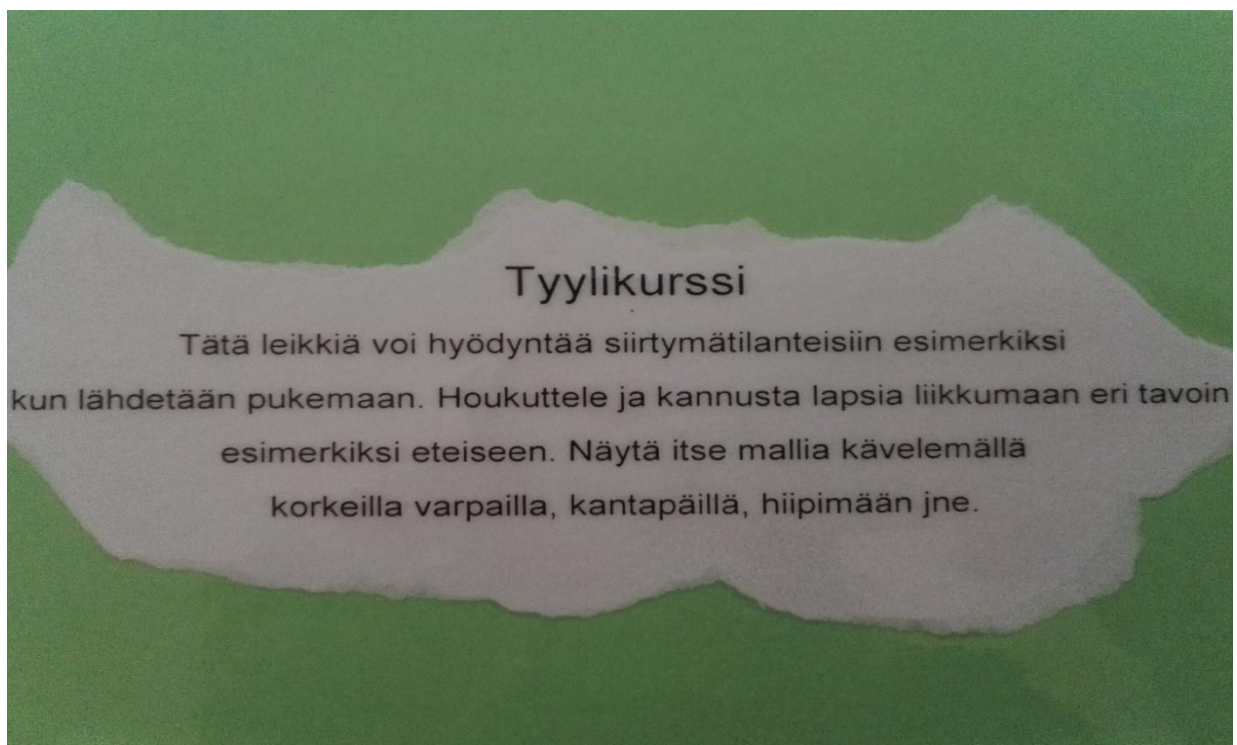 Tyylikurssi
Tätä leikkiä voi hyödyntää siirtymätilanteisiin esimerkiksi
kun lähdetään pukemaan. Houkuttele ja kannusta lapsia liikkumaan eri tavoin
esimerkiksi eteiseen. Näytä itse mallia kävelemällä
korkeilla varpailla, kantapäillä, hiipimään jne.